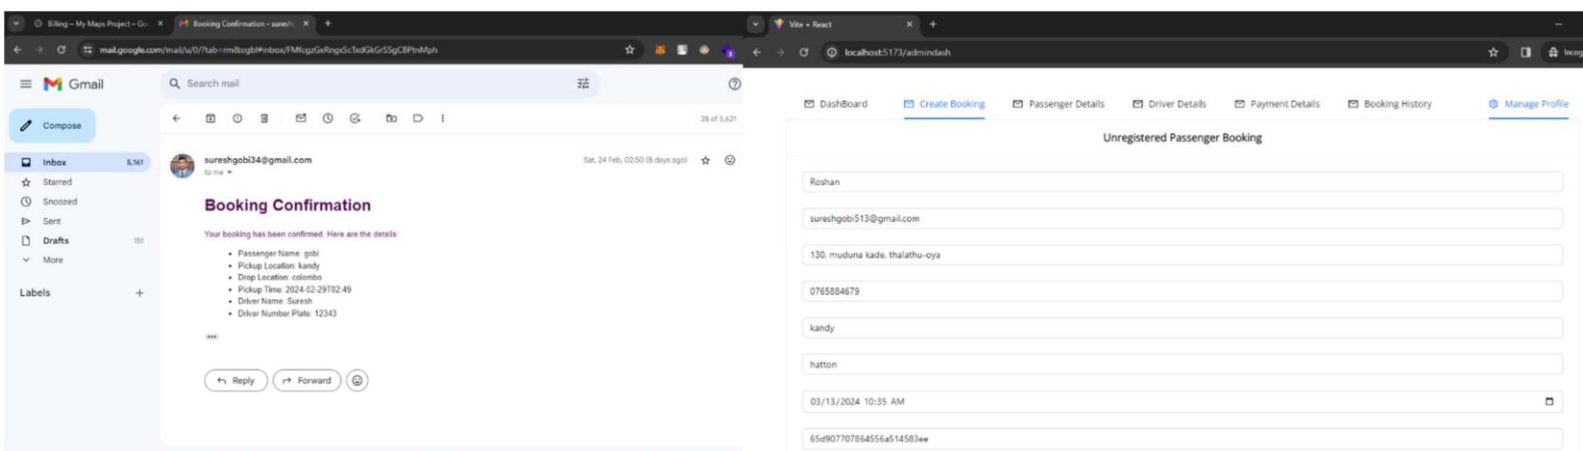 Billing – My Maps Project – Go
Booking Confirmation - suresh
mail.google.com/mail/u/0/?tab=rm&ogbl#inbox/FMfcgzGxRngxScTxdGkGrSSgCBPtnMph
Gmail
Search mail
Compose
28 of 5,621
Inbox 5,161
Starred
Snoozed
Sent
Drafts 151
More
Labels
sureshgobi34@gmail.com Sat, 24 Feb, 02:50 (8 days ago)
to me
Booking Confirmation
Your booking has been confirmed. Here are the details:
• Passenger Name: gobi
• Pickup Location: kandy
• Drop Location: colombo
• Pickup Time: 2024-02-29T02:49
• Driver Name: Suresh
• Driver Number Plate: 12343
Reply Forward
Vite + React
localhost:5173/admindash
Incog
DashBoard Create Booking Passenger Details Driver Details Payment Details Booking History Manage Profile
Unregistered Passenger Booking
Roshan
sureshgobi513@gmail.com
130, muduna kade, thalathu-oya
0765884679
kandy
hatton
03/13/2024 10:35 AM
65d907707864556a514583ee